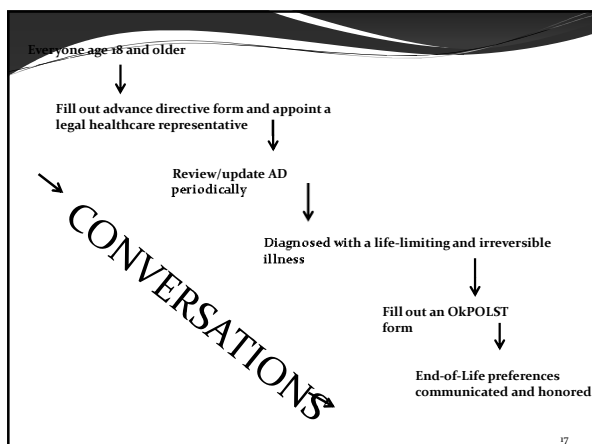 Everyone age 18 and older
Fill out advance directive form and appoint a
legal healthcare representative
Review/update AD
periodically
CONVERSATIONS
Diagnosed with a life-limiting and irreversible
illness
Fill out an OkPOLST
form
End-of-Life preferences
communicated and honored
17